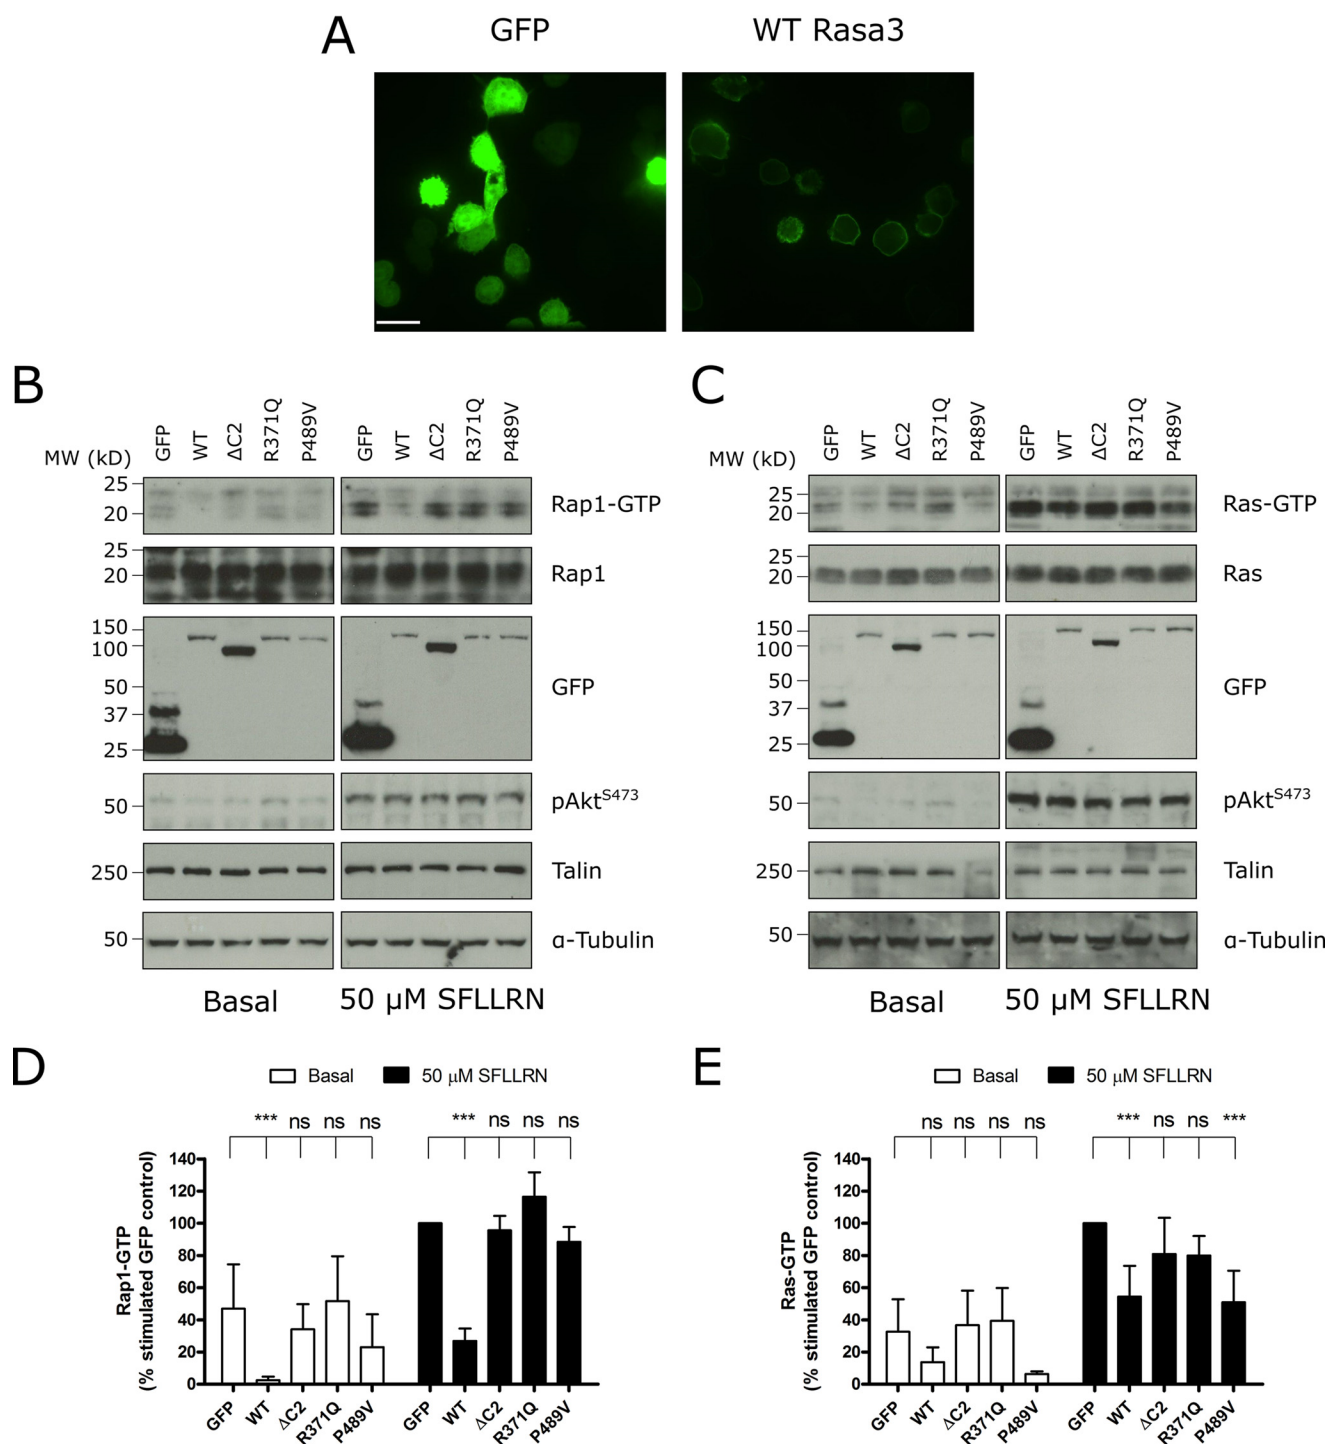 A
GFP
WT Rasa3
B
GFP
WT
ΔC2
R371Q
P489V
GFP
WT
ΔC2
R371Q
P489V
MW (kD)
25
20
Rap1-GTP
25
20
Rap1
150
100
50
37
25
GFP
50
pAktS473
250
Talin
50
α-Tubulin
Basal
50 μM SFLLRN
C
GFP
WT
ΔC2
R371Q
P489V
GFP
WT
ΔC2
R371Q
P489V
MW (kD)
25
20
Ras-GTP
25
20
Ras
150
100
50
37
25
GFP
50
pAktS473
250
Talin
50
α-Tubulin
Basal
50 μM SFLLRN
D
Basal
50 μM SFLLRN
*** ns ns ns
*** ns ns ns
Rap1-GTP
(% stimulated GFP control)
140
120
100
80
60
40
20
0
GFP
WT
ΔC2
R371Q
P489V
GFP
WT
ΔC2
R371Q
P489V
E
Basal
50 μM SFLLRN
ns ns ns ns
*** ns ns ***
Ras-GTP
(% stimulated GFP control)
140
120
100
80
60
40
20
0
GFP
WT
ΔC2
R371Q
P489V
GFP
WT
ΔC2
R371Q
P489V